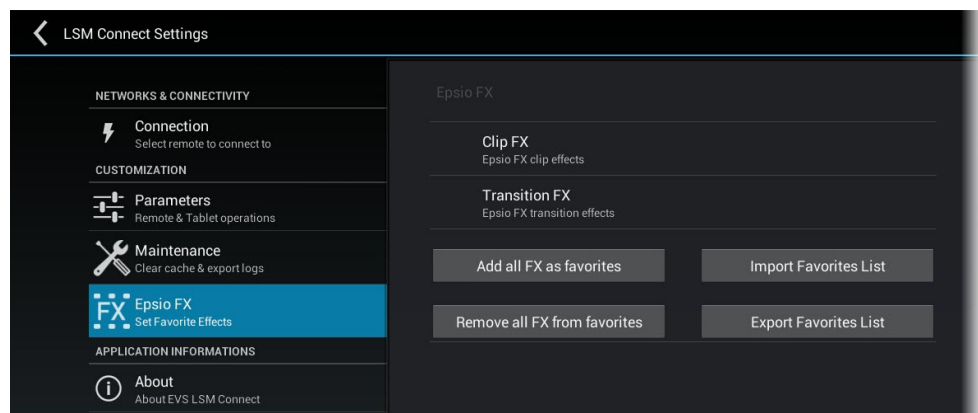 LSM Connect Settings
NETWORKS & CONNECTIVITY
Connection
Select remote to connect to
CUSTOMIZATION
Parameters
Remote & Tablet operations
Maintenance
Clear cache & export logs
FX
Epsio FX
Set Favorite Effects
APPLICATION INFORMATIONS
About
About EVS LSM Connect
Epsio FX
Clip FX
Epsio FX clip effects
Transition FX
Epsio FX transition effects
Add all FX as favorites
Import Favorites List
Remove all FX from favorites
Export Favorites List